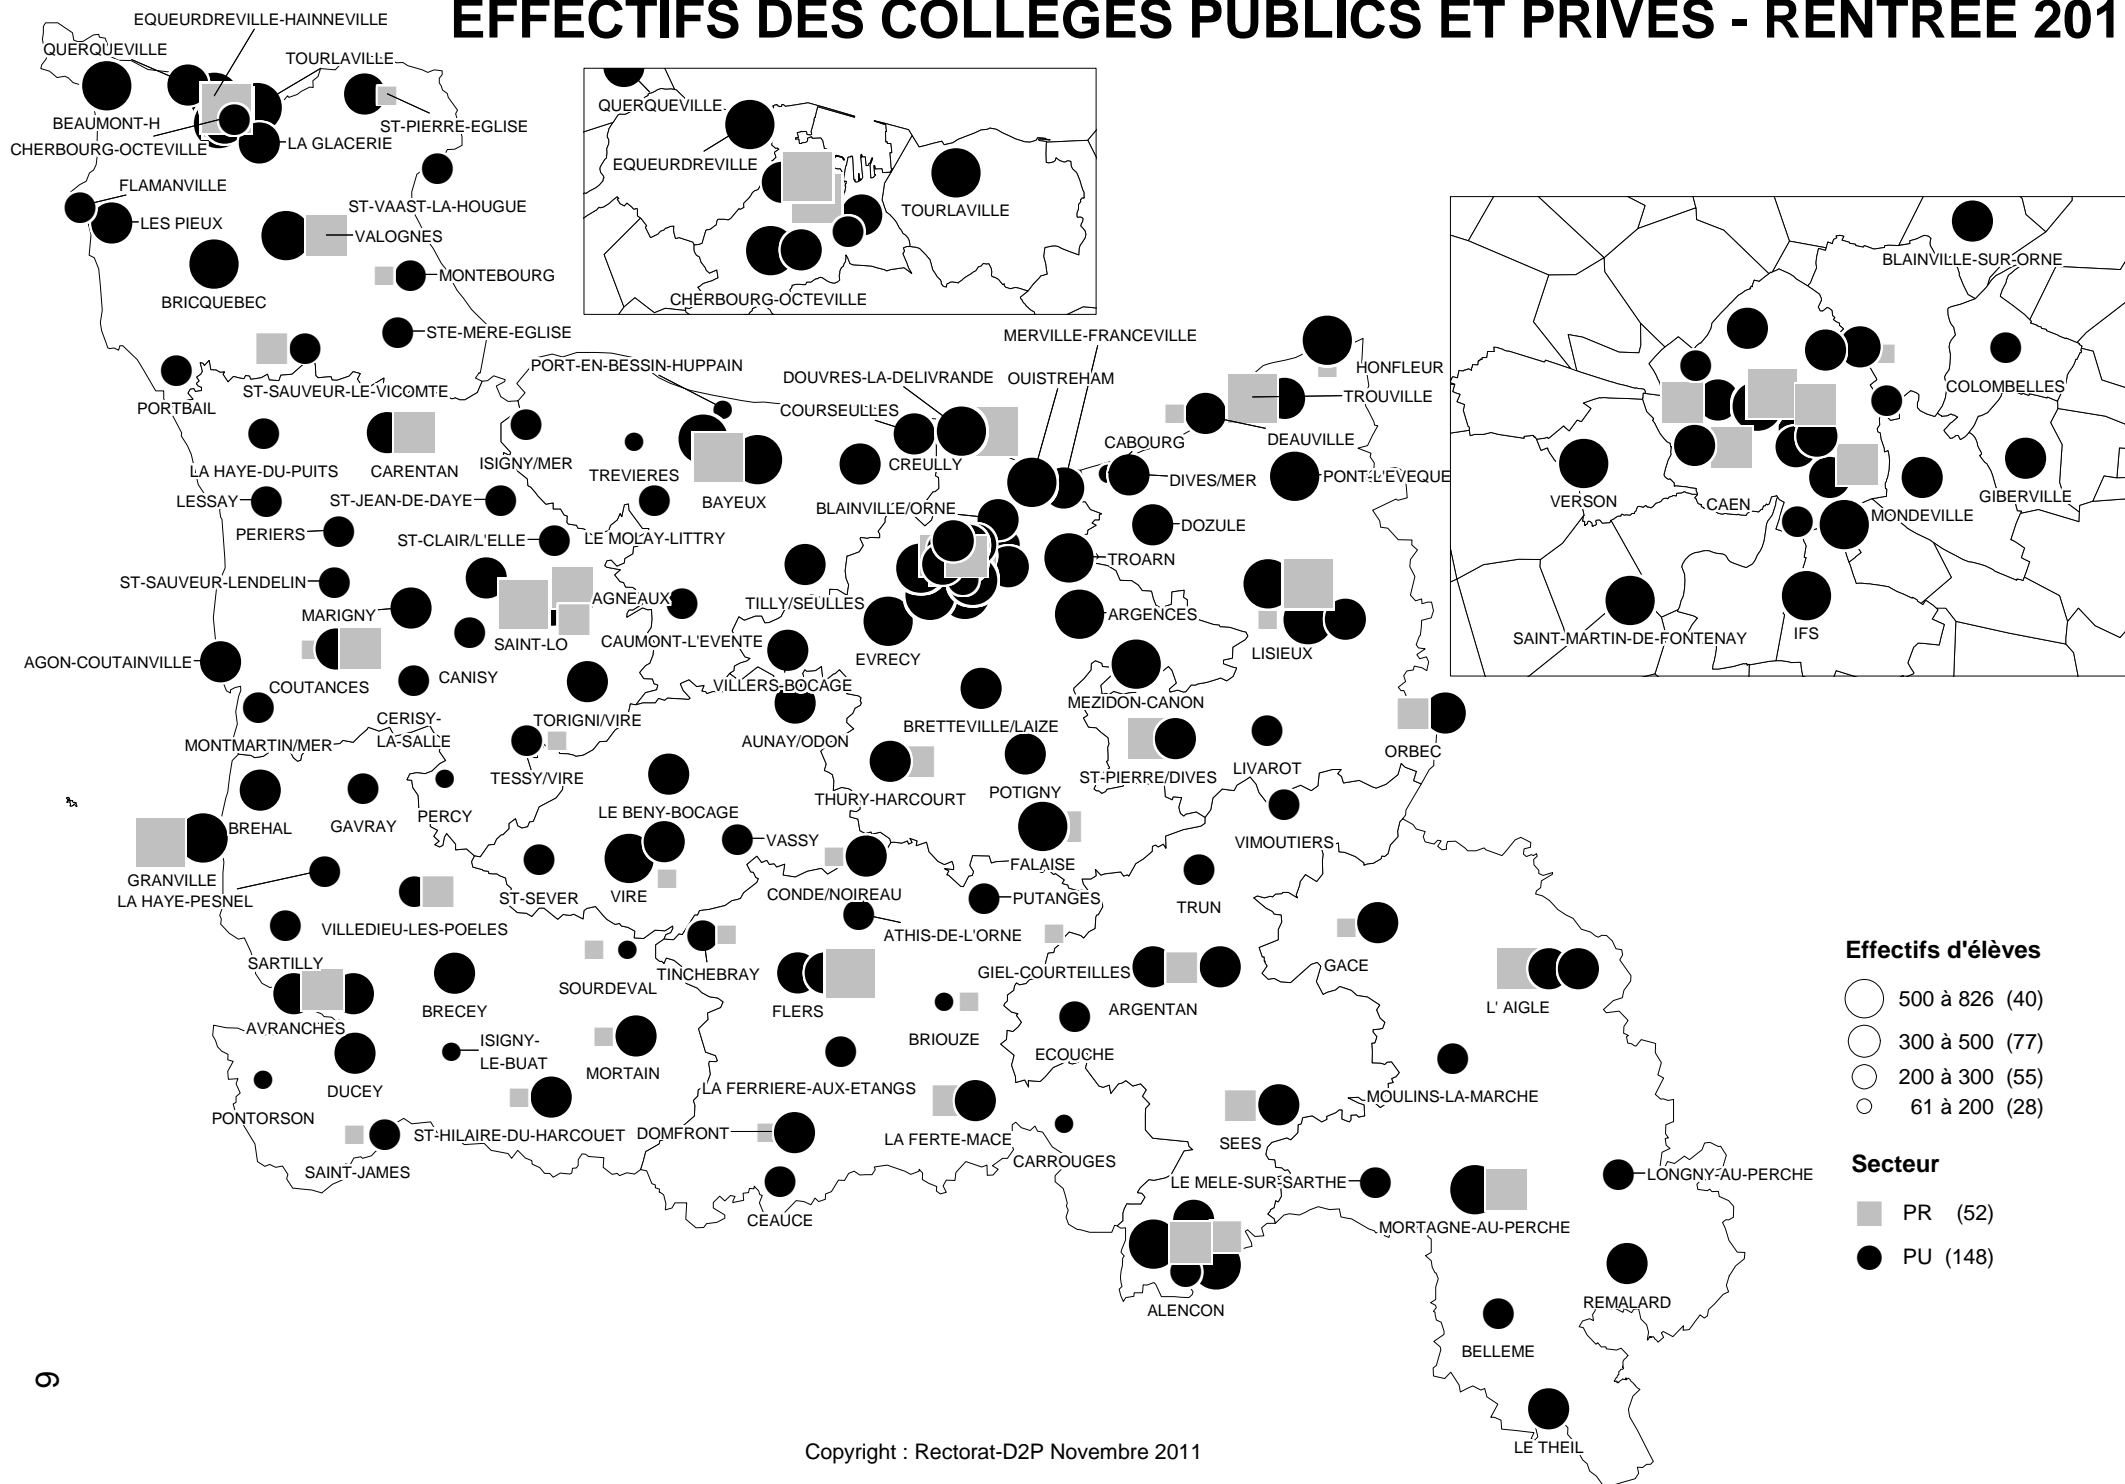 EFFECTIFS DES COLLEGES PUBLICS ET PRIVES - RENTREE 201
EQUEURDREVILLE-HAINNEVILLE
QUERQUEVILLE
TOURLAVILLE
BEAUMONT-H
ST-PIERRE-EGLISE
CHERBOURG-OCTEVILLE
LA GLACERIE
FLAMANVILLE
ST-VAAST-LA-HOUGUE
LES PIEUX
VALOGNES
MONTEBOURG
BRICQUEBEC
STE-MERE-EGLISE
QUERQUEVILLE
EQUEURDREVILLE
TOURLAVILLE
CHERBOURG-OCTEVILLE
BLAINVILLE-SUR-ORNE
COLOMBELLES
VERSON
CAEN
GIBERVILLE
MONDEVILLE
SAINT-MARTIN-DE-FONTENAY
IFS
MERVILLE-FRANCEVILLE
PORT-EN-BESSIN-HUPPAIN
HONFLEUR
DOUVRES-LA-DELIVRANDE
OUISTREHAM
ST-SAUVEUR-LE-VICOMTE
TROUVILLE
PORTBAIL
COURSEULLES
CABOURG
DEAUVILLE
LA HAYE-DU-PUITS
CARENTAN
ISIGNY/MER
TREVIERES
CREULLY
DIVES/MER
PONT-L'EVEQUE
LESSAY
ST-JEAN-DE-DAYE
BAYEUX
BLAINVILLE/ORNE
DOZULE
PERIERS
ST-CLAIR/L'ELLE
LE MOLAY-LITTRY
TROARN
ST-SAUVEUR-LENDELIN
AGNEAUX
TILLY/SEULLES
MARIGNY
ARGENCES
SAINT-LO
CAUMONT-L'EVENTE
EVRECY
LISIEUX
AGON-COUTAINVILLE
COUTANCES
CANISY
VILLERS-BOCAGE
MEZIDON-CANON
CERISY-
LA-SALLE
TORIGNI/VIRE
BRETTEVILLE/LAIZE
MONTMARTIN/MER
AUNAY/ODON
ORBEC
TESSY/VIRE
ST-PIERRE/DIVES
LIVAROT
THURY-HARCOURT
POTIGNY
LE BENY-BOCAGE
PERCY
BREHAL
GAVRAY
VASSY
VIMOUTIERS
FALAISE
GRANVILLE
LA HAYE-PESNEL
ST-SEVER
VIRE
CONDE/NOIREAU
PUTANGES
TRUN
VILLEDIEU-LES-POELES
ATHIS-DE-L'ORNE
SARTILLY
TINCHEBRAY
GIEL-COURTEILLES
GACE
SOURDEVAL
BRECEY
FLERS
ARGENTAN
L' AIGLE
AVRANCHES
BRIOUZE
ISIGNY-
LE-BUAT
ECOUCHE
MORTAIN
DUCEY
LA FERRIERE-AUX-ETANGS
MOULINS-LA-MARCHE
PONTORSON
ST-HILAIRE-DU-HARCOUET
DOMFRONT
LA FERTE-MACE
SEES
CARROUGES
SAINT-JAMES
LE MELE-SUR-SARTHE
LONGNY-AU-PERCHE
CEAUCE
MORTAGNE-AU-PERCHE
ALENCON
REMALARD
BELLEME
LE THEIL
Effectifs d'élèves
500 à 826 (40)
300 à 500 (77)
200 à 300 (55)
61 à 200 (28)
Secteur
PR (52)
PU (148)
9
Copyright : Rectorat-D2P Novembre 2011